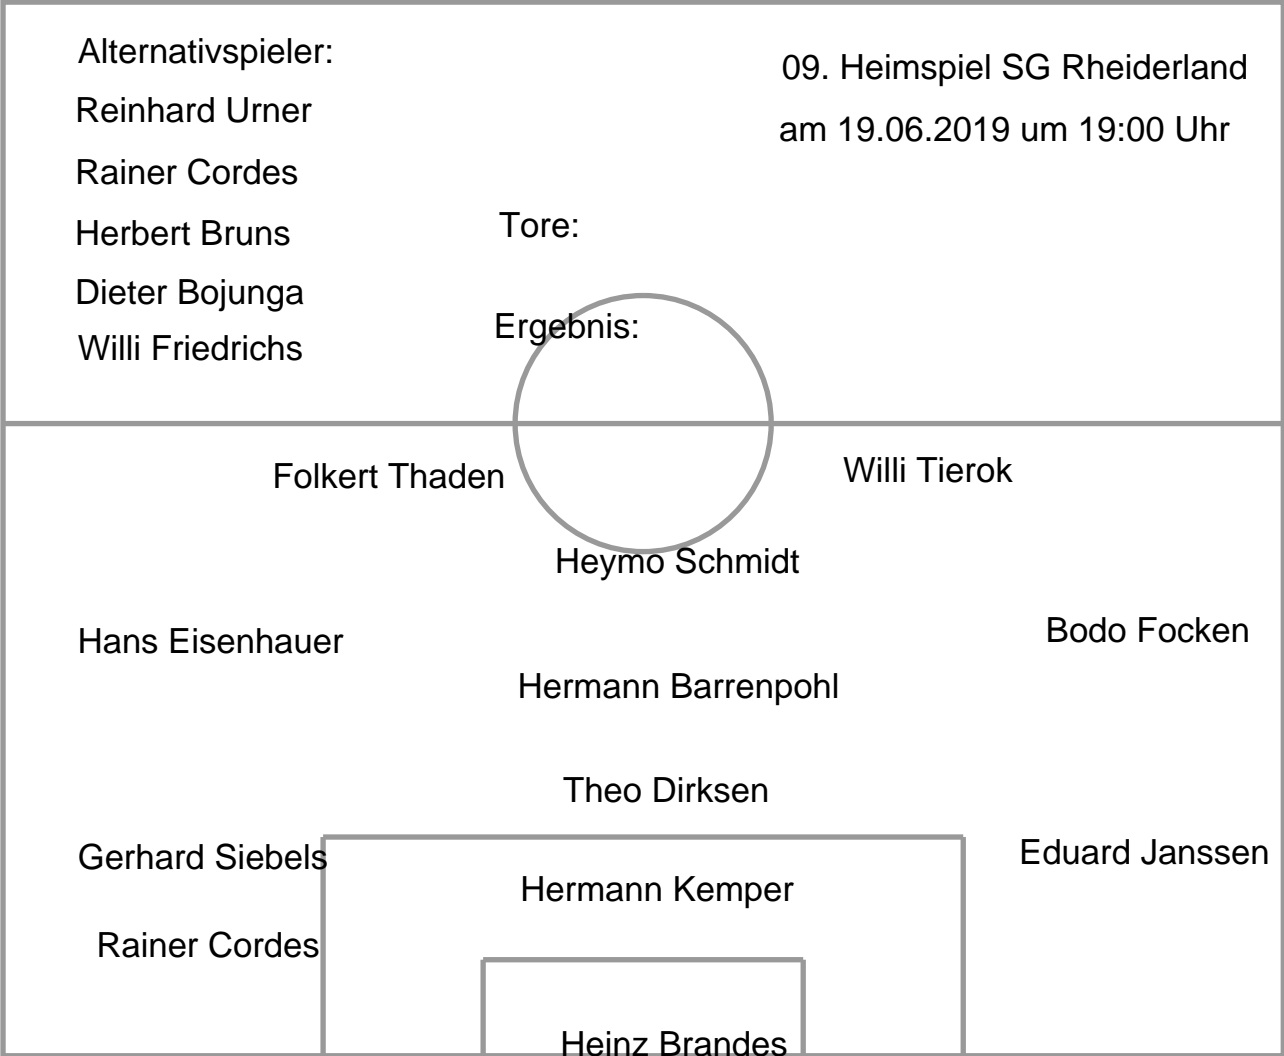 Alternativspieler:
Reinhard Urner
Rainer Cordes
Herbert Bruns
Dieter Bojunga
Willi Friedrichs
09. Heimspiel SG Rheiderland
am 19.06.2019 um 19:00 Uhr
Tore:
Ergebnis:
Folkert Thaden
Willi Tierok
Heymo Schmidt
Hans Eisenhauer
Bodo Focken
Hermann Barrenpohl
Theo Dirksen
Gerhard Siebels
Eduard Janssen
Hermann Kemper
Rainer Cordes
Heinz Brandes